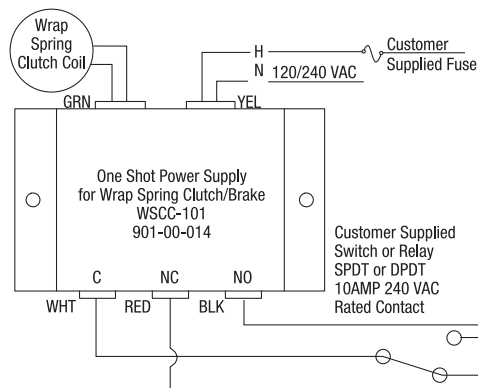 Wrap
Spring
Clutch Coil
H
Customer
N 120/240 VAC
Supplied Fuse
GRN
YEL
One Shot Power Supply
for Wrap Spring Clutch/Brake
WSCC-101
901-00-014
Customer Supplied
Switch or Relay
SPDT or DPDT
10AMP 240 VAC
Rated Contact
C NC NO
WHT RED BLK